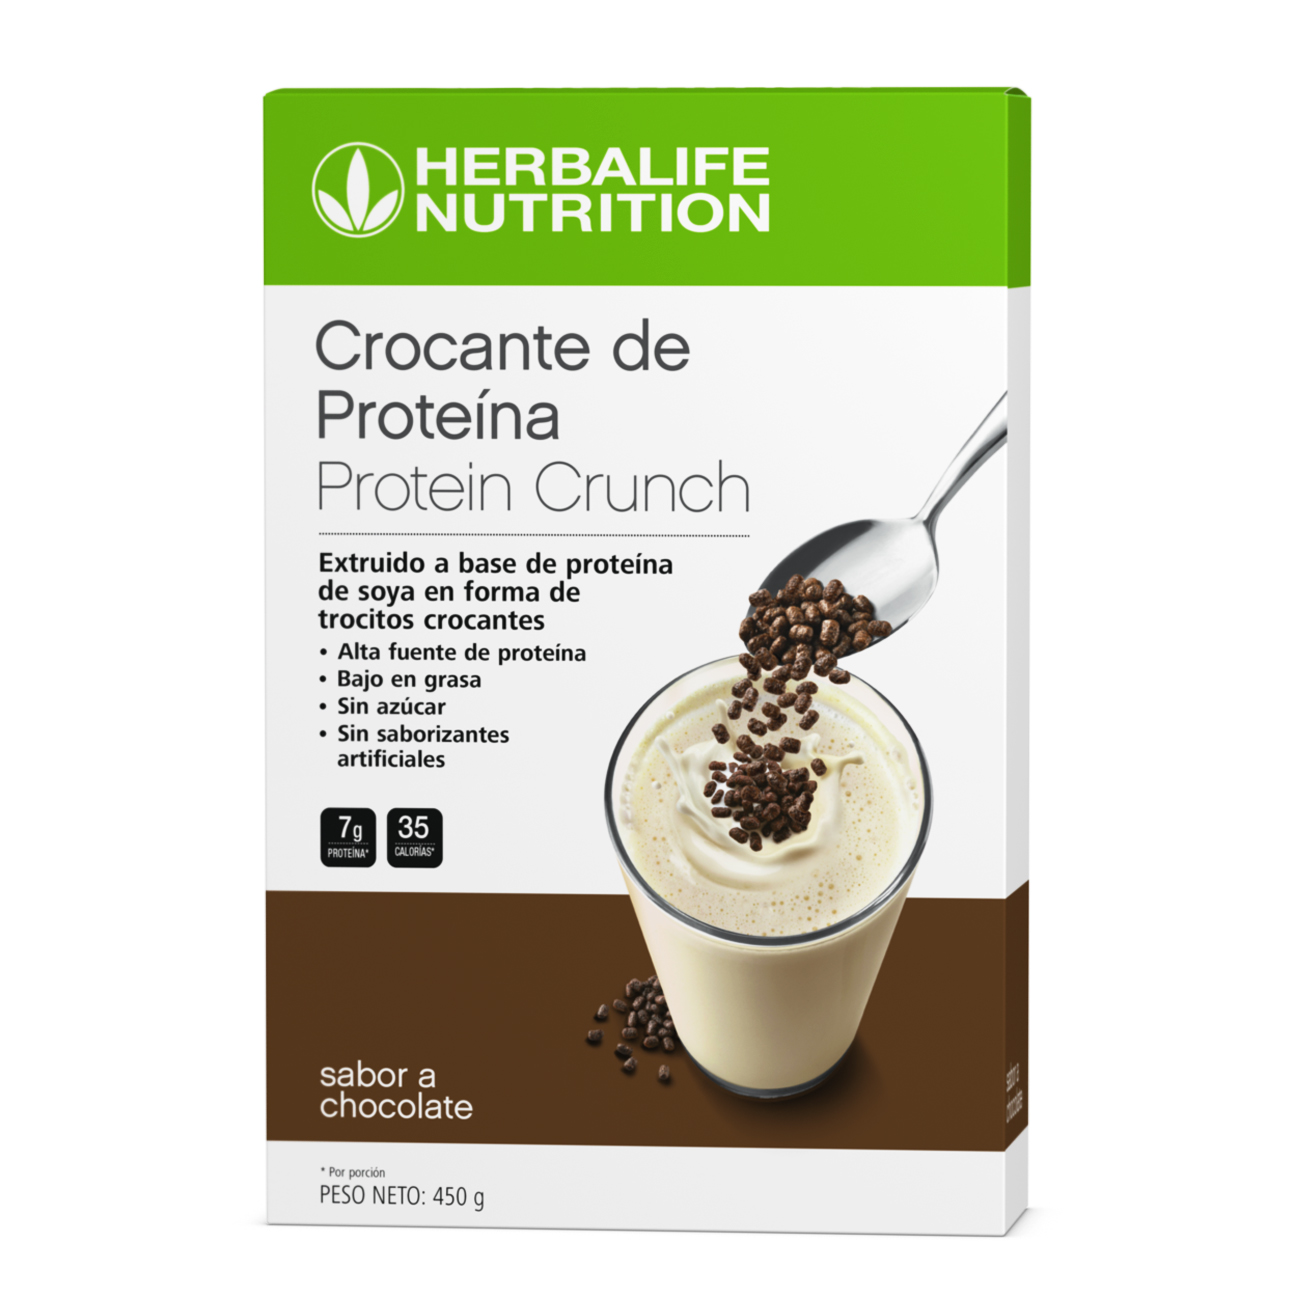 HERBALIFE
NUTRITION
Crocante de
Proteína
Protein Crunch
Extruido a base de proteína
de soya en forma de
trocitos crocantes
• Alta fuente de proteína
• Bajo en grasa
• Sin azúcar
• Sin saborizantes
artificiales
7g
PROTEÍNA*
35
CALORÍAS*
sabor a
chocolate
sabor a
chocolate
* Por porción
PESO NETO: 450 g